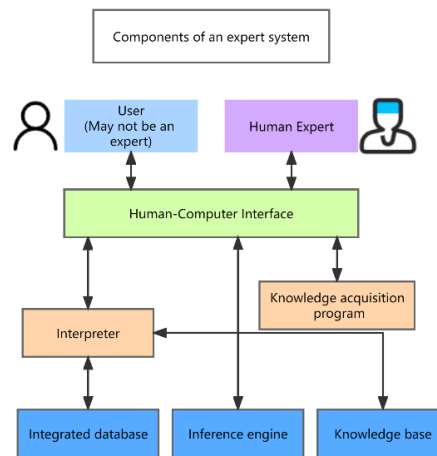 Components of an expert system
User
(May not be an
expert)
Human Expert
Human-Computer Interface
Knowledge acquisition
program
Interpreter
Integrated database
Inference engine
Knowledge base